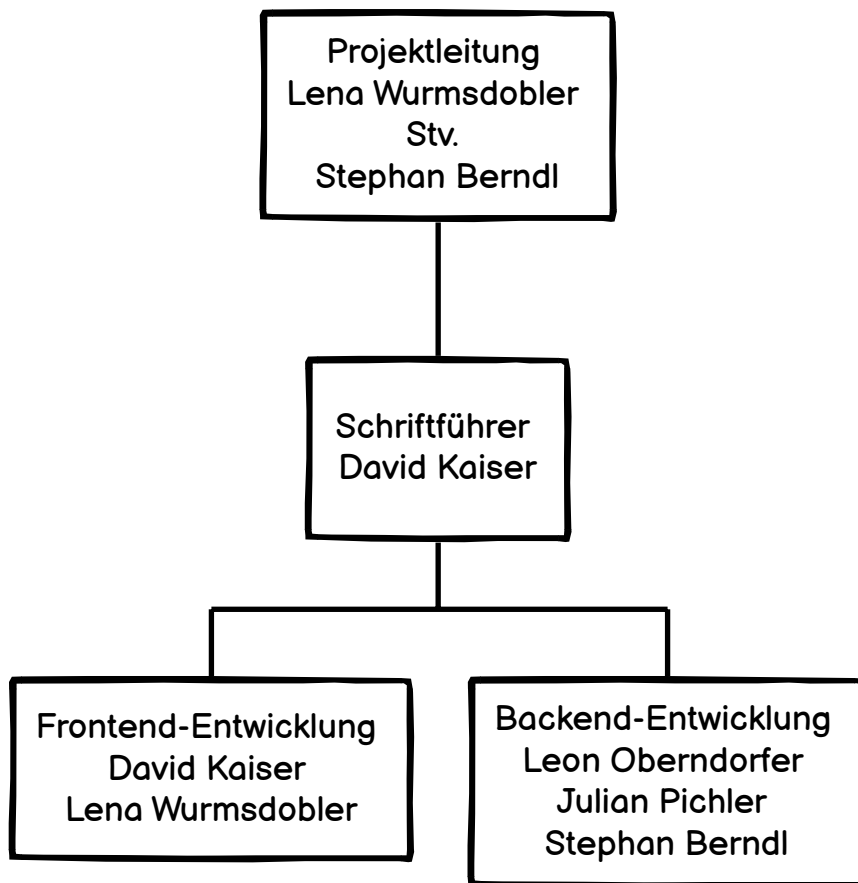 Projektleitung
Lena Wurmsdobler
Stv.
Stephan Berndl
Schriftführer
David Kaiser
Frontend-Entwicklung
David Kaiser
Lena Wurmsdobler
Backend-Entwicklung
Leon Oberndorfer
Julian Pichler
Stephan Berndl